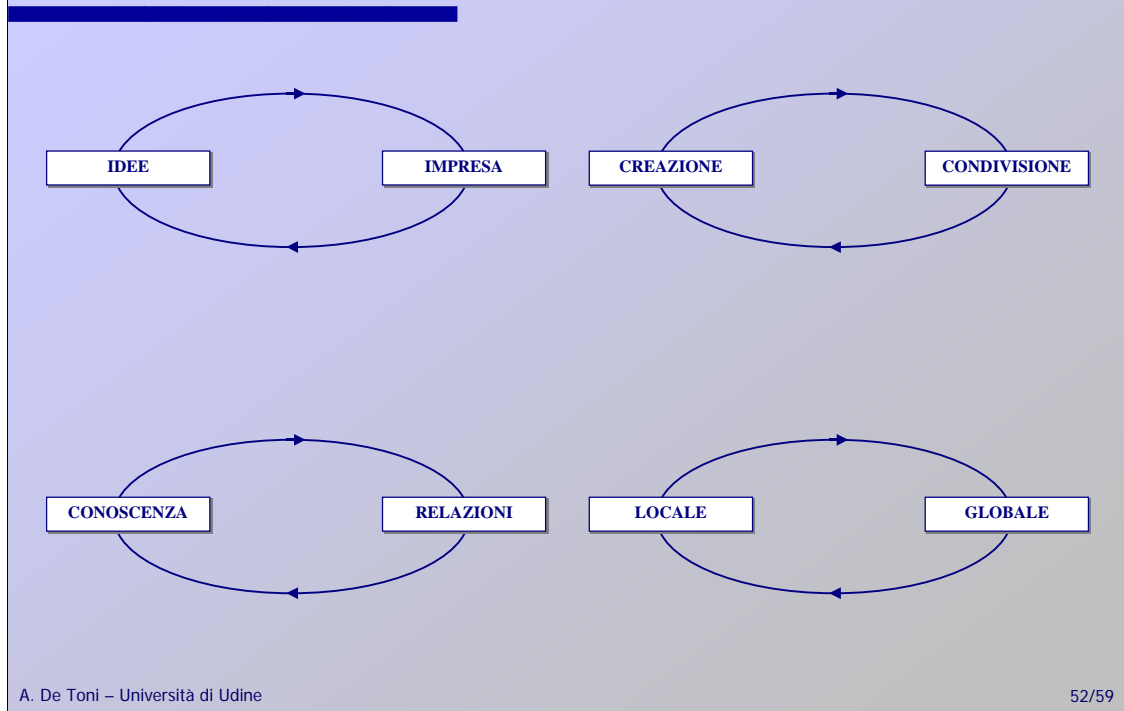 IDEE
IMPRESA
CREAZIONE
CONDIVISIONE
CONOSCENZA
RELAZIONI
LOCALE
GLOBALE
A. De Toni – Università di Udine
52/59